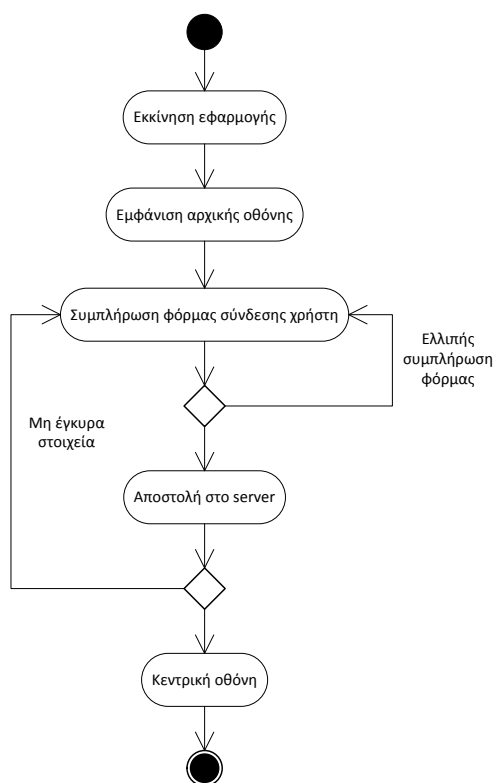 Εκκίνηση εφαρμογής
Εμφάνιση αρχικής οθόνης
Συμπλήρωση φόρμας σύνδεσης χρήστη
Ελλιπής
συμπλήρωση
φόρμας
Μη έγκυρα
στοιχεία
Αποστολή στο server
Κεντρική οθόνη